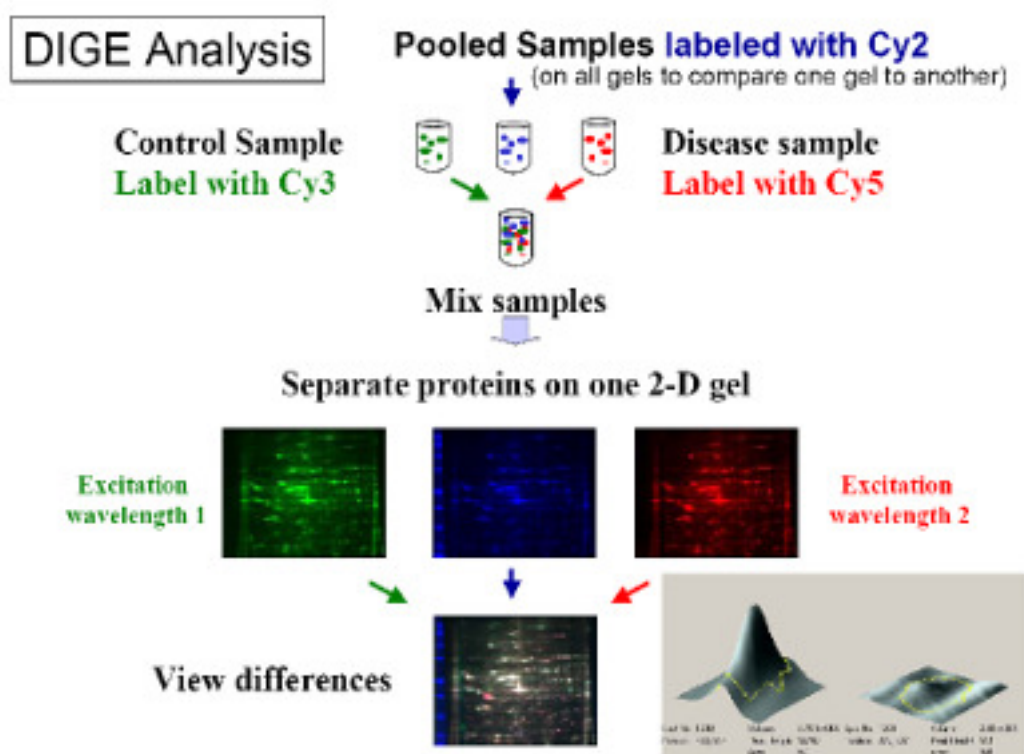 DIGE Analysis
Pooled Samples labeled with Cy2
(on all gels to compare one gel to another)
Control Sample
Label with Cy3
Disease sample
Label with Cy5
Mix samples
Separate proteins on one 2-D gel
Excitation
wavelength 1
Excitation
wavelength 2
View differences